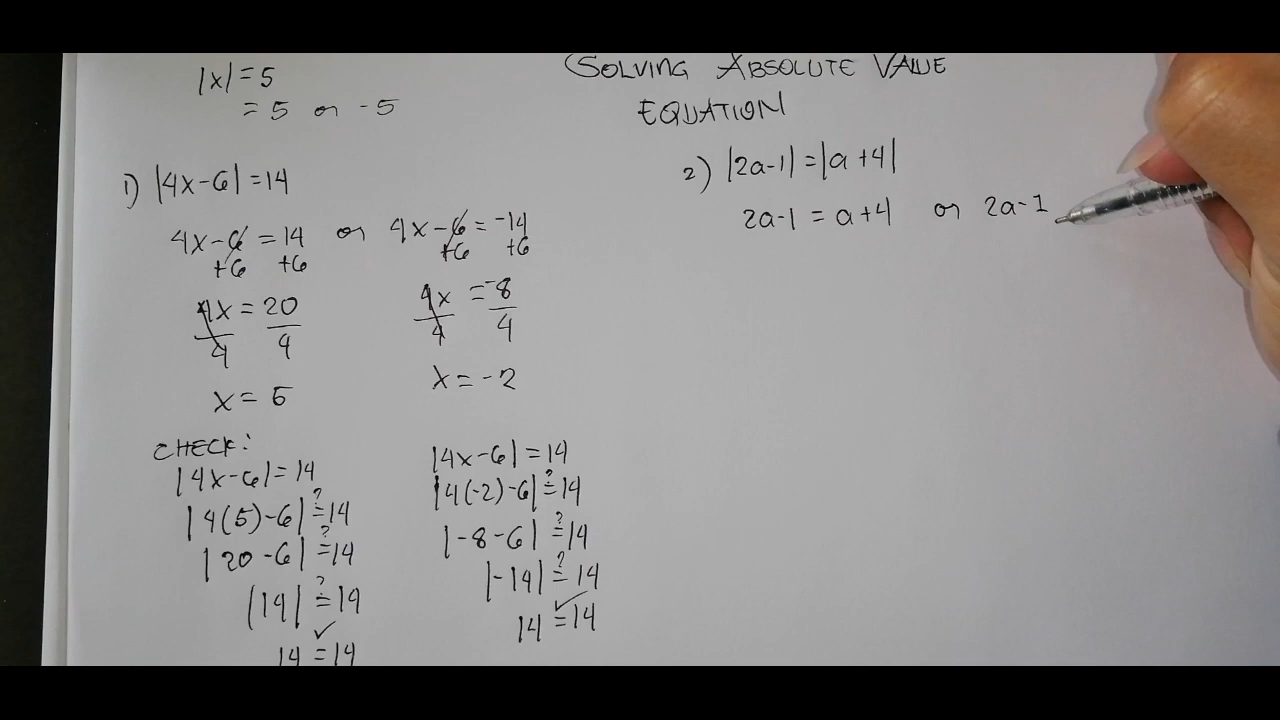 |x| = 5
= 5 or -5
SOLVING ABSOLUTE VALUE
EQUATION
1) |4x-6| = 14
4x-6 = 14 or 4x-6 = -14
+6 +6 +6 +6
4x = 20
4 4
4x = -8
4 4
x = 5
x = -2
CHECK:
|4x-6| = 14
|4(5)-6| ≟ 14
|20-6| ≟ 14
|14| ≟ 14
✓
14 = 14
|4x-6| = 14
|4(-2)-6| ≟ 14
|-8-6| ≟ 14
|-14| ≟ 14
✓
14 = 14
2) |2a-1| = |a+4|
2a-1 = a+4 or 2a-1